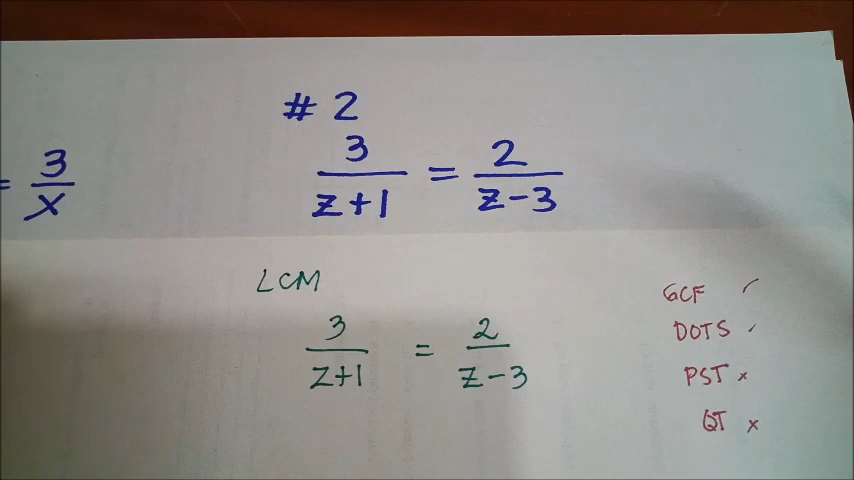 # 2
= 3/x
3/(z+1) = 2/(z-3)
LCM
3/(z+1) = 2/(z-3)
GCF ✓
DOTS ✓
PST ×
QT ×